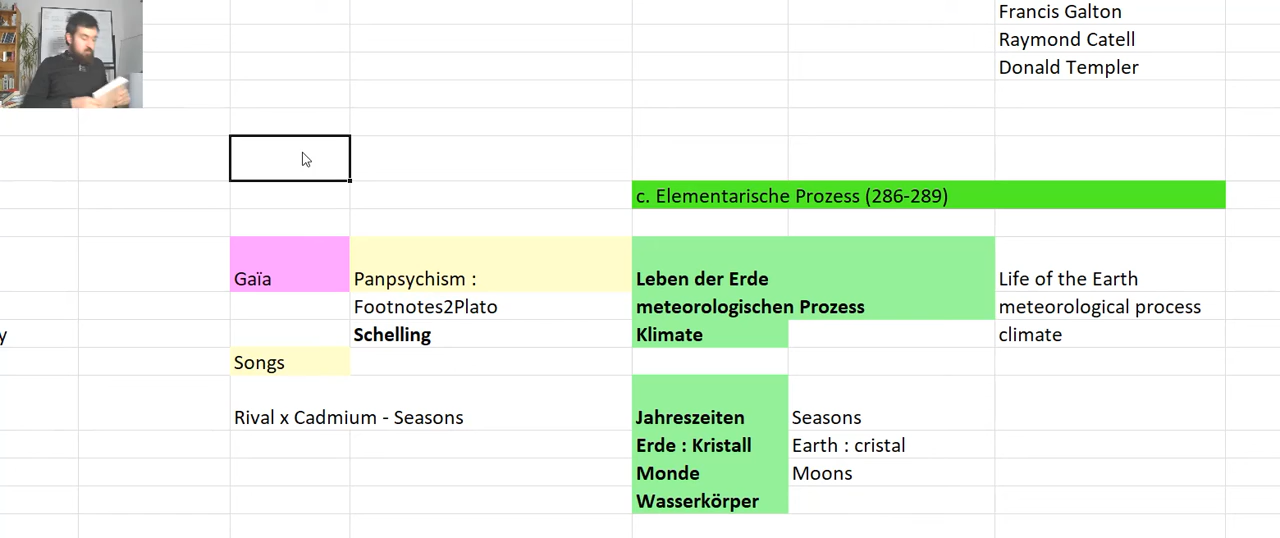 Francis Galton
Raymond Catell
Donald Templer
c. Elementarische Prozess (286-289)
Gaïa Panpsychism : Leben der Erde Life of the Earth
Footnotes2Plato meteorologischen Prozess meteorological process
y Schelling Klimate climate
Songs
Rival x Cadmium - Seasons Jahreszeiten Seasons
Erde : Kristall Earth : cristal
Monde Moons
Wasserkörper